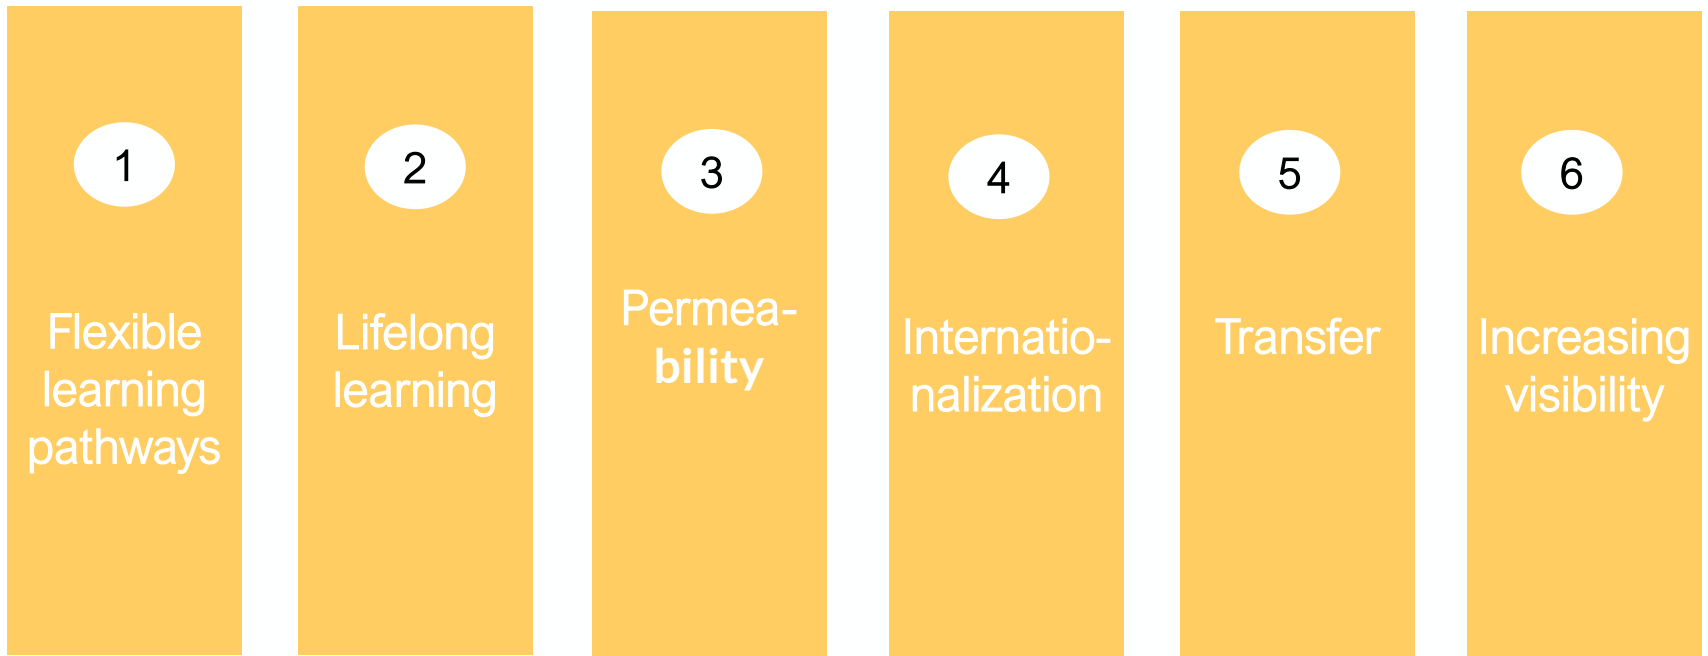 1
Flexible
learning
pathways
2
Lifelong
learning
3
Permea-
bility
4
Internatio-
nalization
5
Transfer
6
Increasing
visibility